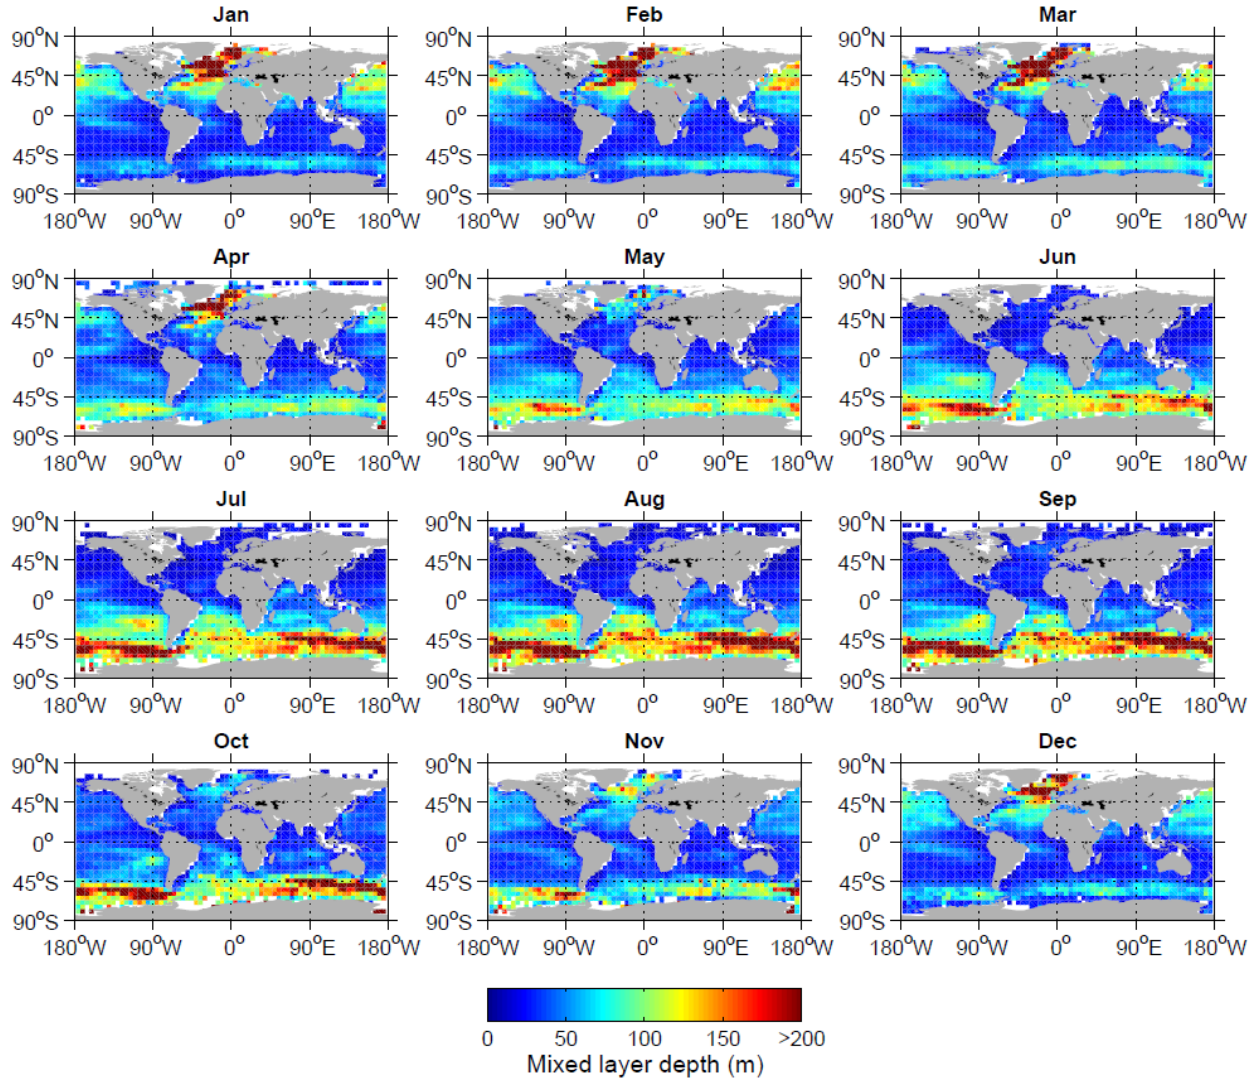 Jan Feb Mar
90°N 90°N 90°N
45°N 45°N 45°N
0° 0° 0°
45°S 45°S 45°S
90°S 90°S 90°S
180°W 90°W 0° 90°E 180°W 180°W 90°W 0° 90°E 180°W 180°W 90°W 0° 90°E 180°W
Apr May Jun
90°N 90°N 90°N
45°N 45°N 45°N
0° 0° 0°
45°S 45°S 45°S
90°S 90°S 90°S
180°W 90°W 0° 90°E 180°W 180°W 90°W 0° 90°E 180°W 180°W 90°W 0° 90°E 180°W
Jul Aug Sep
90°N 90°N 90°N
45°N 45°N 45°N
0° 0° 0°
45°S 45°S 45°S
90°S 90°S 90°S
180°W 90°W 0° 90°E 180°W 180°W 90°W 0° 90°E 180°W 180°W 90°W 0° 90°E 180°W
Oct Nov Dec
90°N 90°N 90°N
45°N 45°N 45°N
0° 0° 0°
45°S 45°S 45°S
90°S 90°S 90°S
180°W 90°W 0° 90°E 180°W 180°W 90°W 0° 90°E 180°W 180°W 90°W 0° 90°E 180°W
0 50 100 150 >200
Mixed layer depth (m)